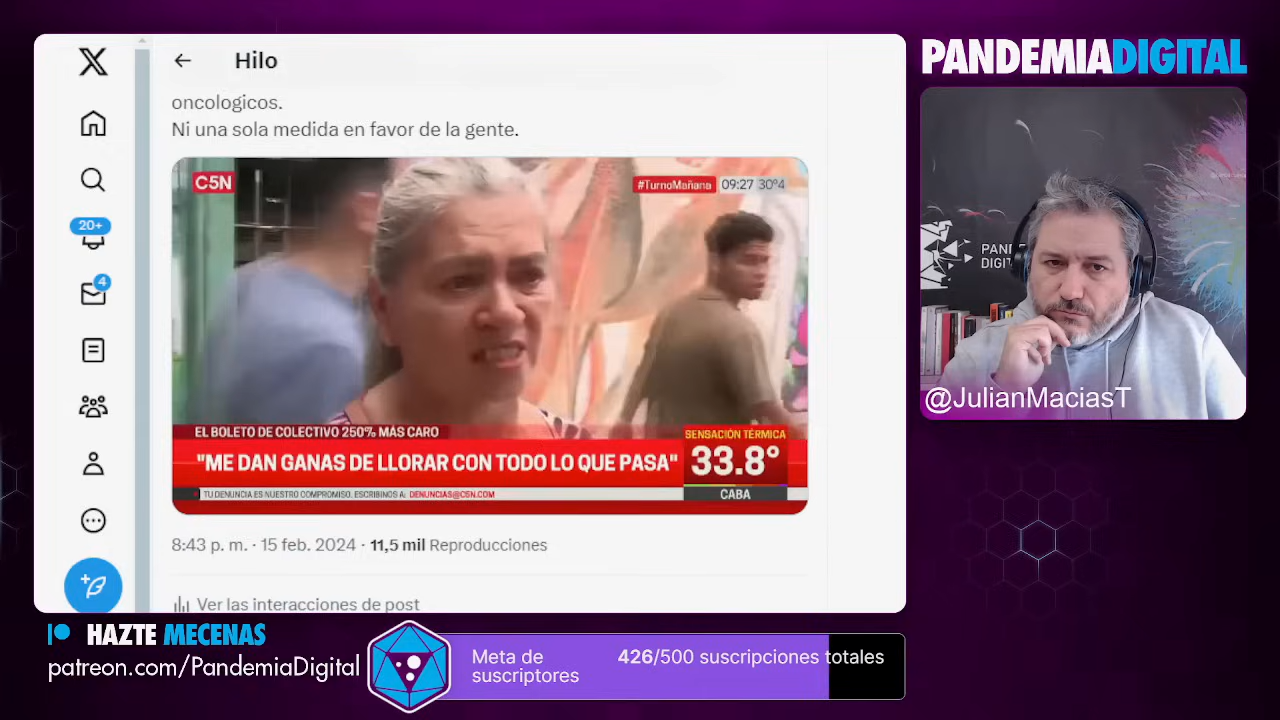 PANDEMIADIGITAL
X
Hilo
oncologicos.
Ni una sola medida en favor de la gente.
C5N
#TurnoMañana 09:27 30°4
20+
4
EL BOLETO DE COLECTIVO 250% MÁS CARO
"ME DAN GANAS DE LLORAR CON TODO LO QUE PASA"
SENSACIÓN TÉRMICA
33.8°
CABA
TU DENUNCIA ES NUESTRO COMPROMISO. ESCRIBINOS A: DENUNCIAS@C5N.COM
8:43 p. m. · 15 feb. 2024 · 11,5 mil Reproducciones
Ver las interacciones de post
@JulianMaciasT
HAZTE MECENAS
patreon.com/PandemiaDigital
Meta de
suscriptores
426/500 suscripciones totales